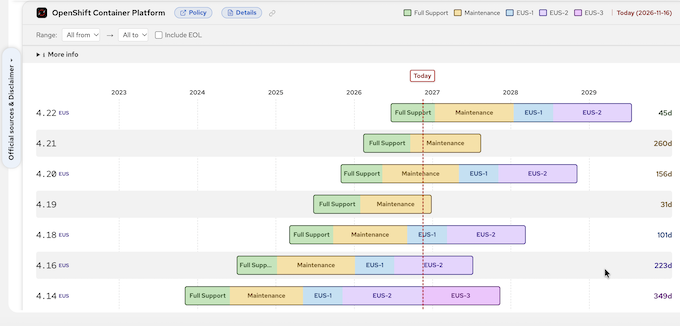 OpenShift Container Platform Policy Details Full Support Maintenance EUS-1 EUS-2 EUS-3 Today (2026-11-16)
Range: All from → All to Include EOL
▸ ℹ More info
Official sources & Disclaimer
Today
2023 2024 2025 2026 2027 2028 2029
4.22 EUS Full Support Maintenance EUS-1 EUS-2 45d
4.21 Full Support Maintenance 260d
4.20 EUS Full Support Maintenance EUS-1 EUS-2 156d
4.19 Full Support Maintenance 31d
4.18 EUS Full Support Maintenance EUS-1 EUS-2 101d
4.16 EUS Full Supp... Maintenance EUS-1 EUS-2 223d
4.14 EUS Full Support Maintenance EUS-1 EUS-2 EUS-3 349d